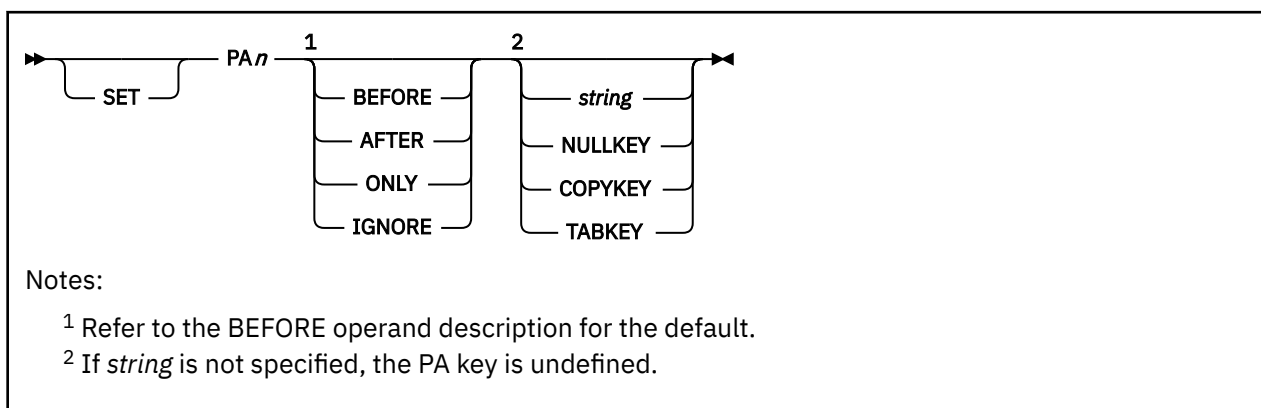 1 2
PAn
SET BEFORE string
AFTER NULLKEY
ONLY COPYKEY
IGNORE TABKEY
Notes:
1 Refer to the BEFORE operand description for the default.
2 If string is not specified, the PA key is undefined.